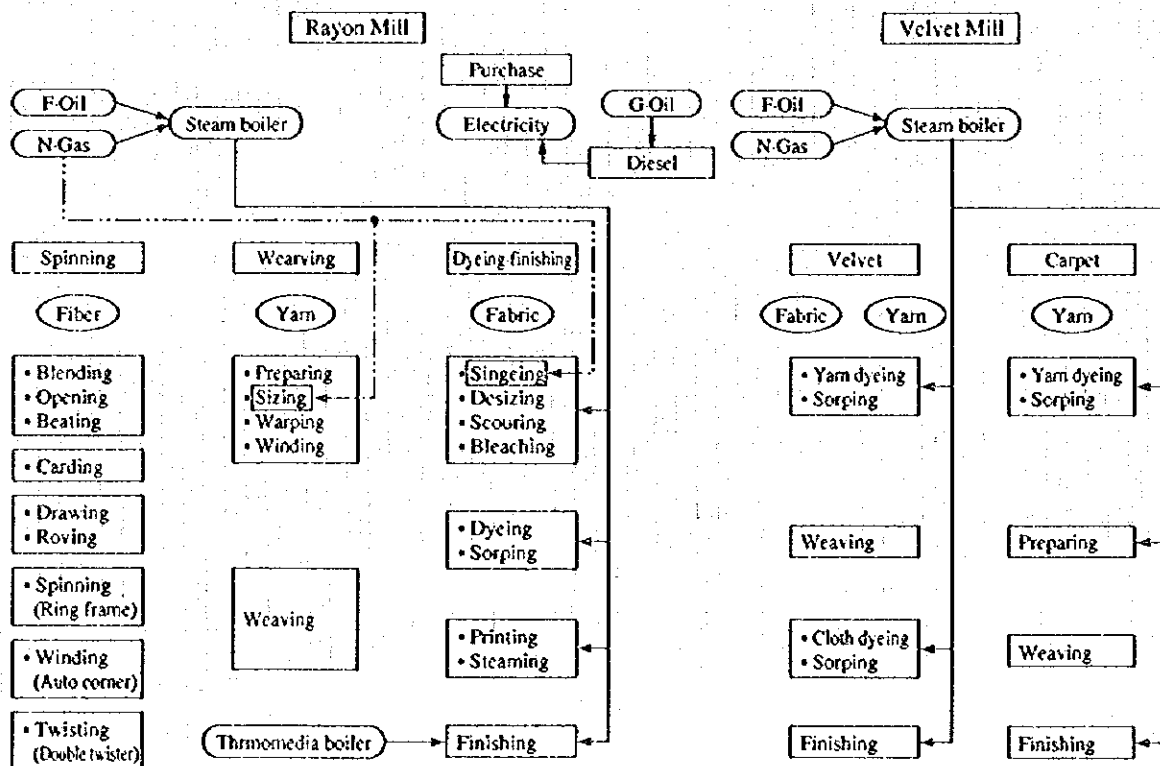 Rayon Mill
Velvet Mill
Purchase
F-Oil
N-Gas
Steam boiler
Electricity
G-Oil
Diesel
F-Oil
N-Gas
Steam boiler
Spinning
Fiber
• Blending
• Opening
• Beating
• Carding
• Drawing
• Roving
• Spinning
(Ring frame)
• Winding
(Auto corner)
• Twisting
(Double twister)
Wearving
Yarn
• Preparing
• Sizing
• Warping
• Winding
Weaving
Thrmomedia boiler
Dyeing-finishing
Fabric
• Singeing
• Desizing
• Scouring
• Bleaching
• Dyeing
• Sorping
• Printing
• Steaming
Finishing
Velvet
Fabric
Yarn
• Yarn dyeing
• Sorping
Weaving
• Cloth dyeing
• Sorping
Finishing
Carpet
Yarn
• Yarn dyeing
• Sorping
Preparing
Weaving
Finishing